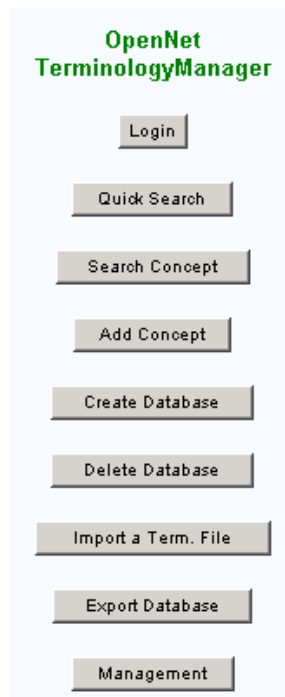 OpenNet
TerminologyManager
Login
Quick Search
Search Concept
Add Concept
Create Database
Delete Database
Import a Term. File
Export Database
Management